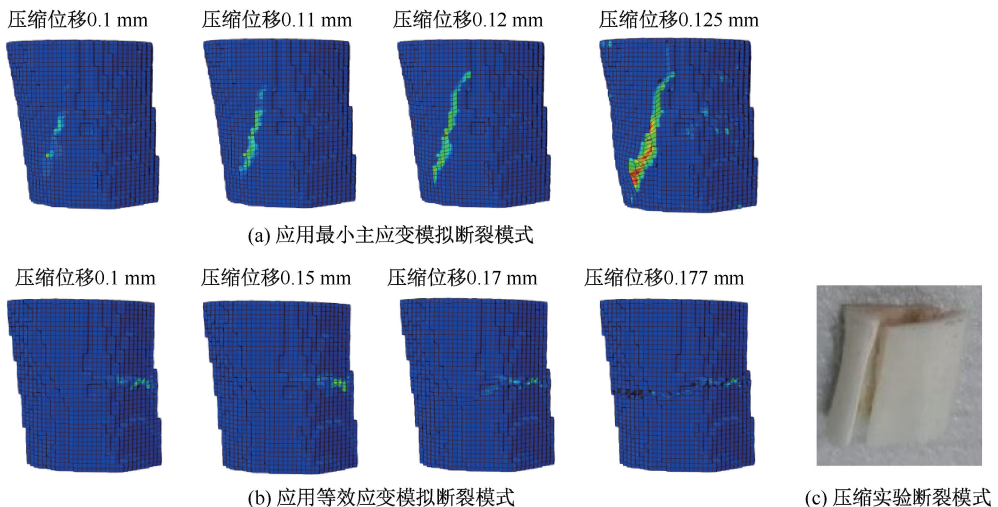 压缩位移0.1 mm 压缩位移0.11 mm 压缩位移0.12 mm 压缩位移0.125 mm
(a) 应用最小主应变模拟断裂模式
压缩位移0.1 mm 压缩位移0.15 mm 压缩位移0.17 mm 压缩位移0.177 mm
(b) 应用等效应变模拟断裂模式 (c) 压缩实验断裂模式